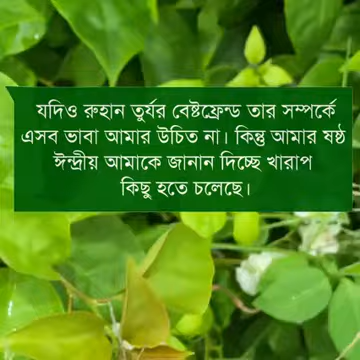 যদিও রুহান তুর্যর বেষ্টফ্রেন্ড তার সম্পর্কে
এসব ভাবা আমার উচিত না। কিন্তু আমার ষষ্ঠ
ঈন্দ্রীয় আমাকে জানান দিচ্ছে খারাপ
কিছু হতে চলেছে।